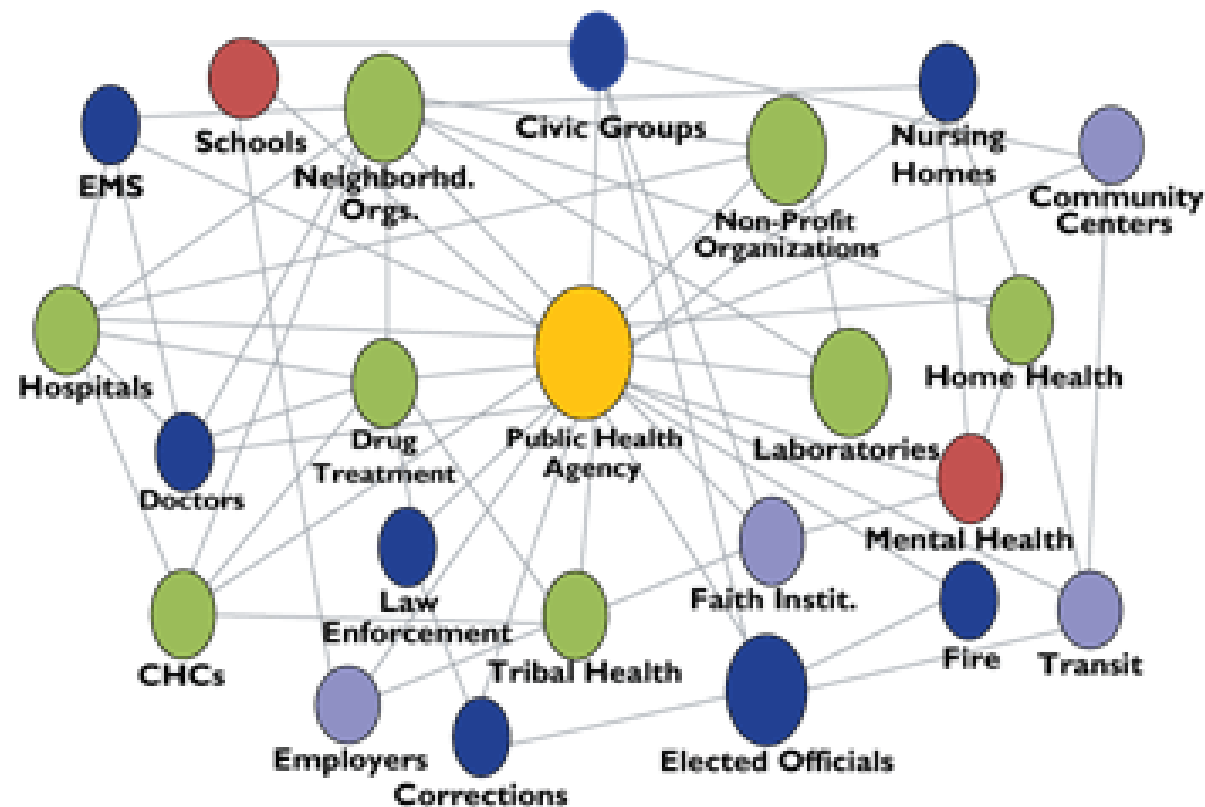 Schools
Civic Groups
Nursing
Homes
EMS
Neighborhd.
Orgs.
Non-Profit
Organizations
Community
Centers
Hospitals
Drug
Treatment
Public Health
Agency
Laboratories
Home Health
Doctors
Law
Enforcement
Faith Instit.
Mental Health
CHCs
Tribal Health
Fire
Transit
Employers
Corrections
Elected Officials